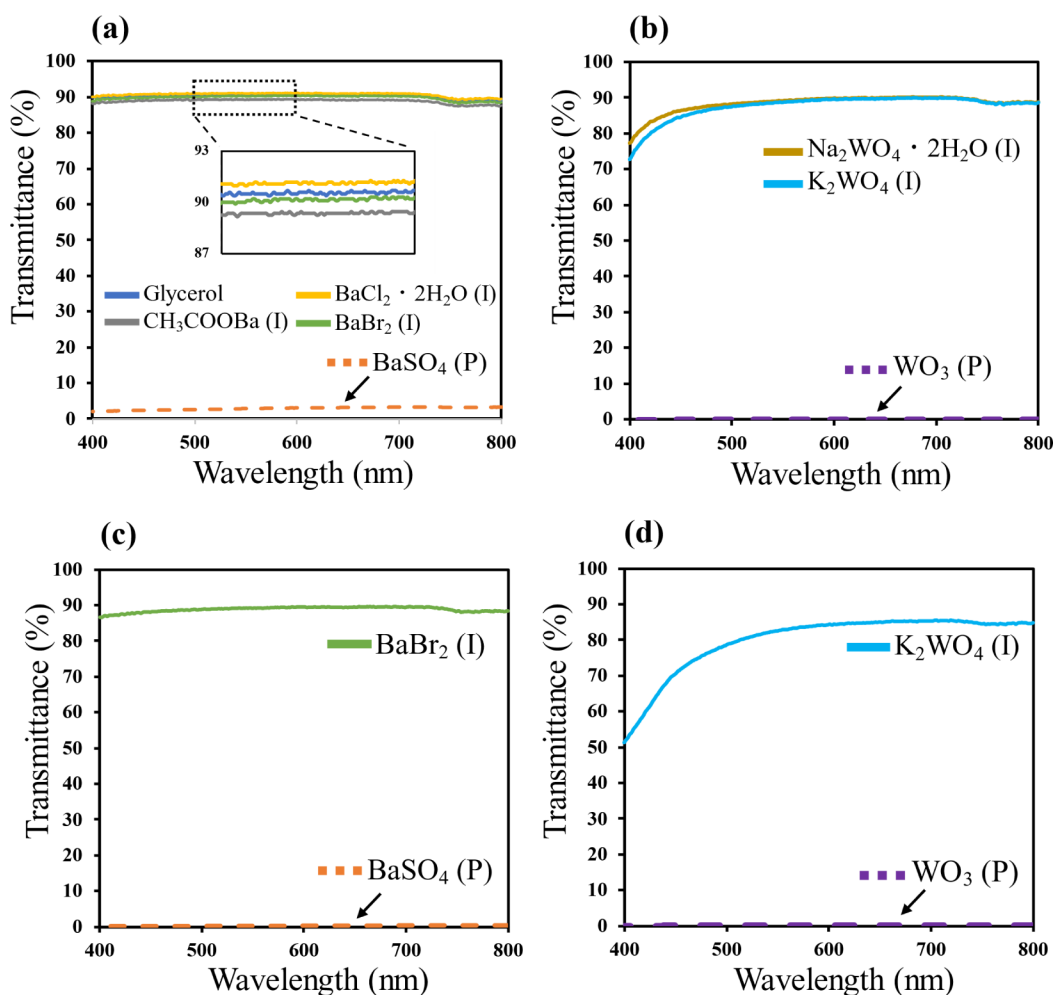 (a)
Transmittance (%)
100
90
80
70
60
50
40
30
20
10
0
93
90
87
Glycerol
BaCl₂・2H₂O (I)
CH₃COOBa (I)
BaBr₂ (I)
BaSO₄ (P)
400
500
600
700
800
Wavelength (nm)
(b)
Transmittance (%)
100
90
80
70
60
50
40
30
20
10
0
Na₂WO₄・2H₂O (I)
K₂WO₄ (I)
WO₃ (P)
400
500
600
700
800
Wavelength (nm)
(c)
Transmittance (%)
100
90
80
70
60
50
40
30
20
10
0
BaBr₂ (I)
BaSO₄ (P)
400
500
600
700
800
Wavelength (nm)
(d)
Transmittance (%)
100
90
80
70
60
50
40
30
20
10
0
K₂WO₄ (I)
WO₃ (P)
400
500
600
700
800
Wavelength (nm)